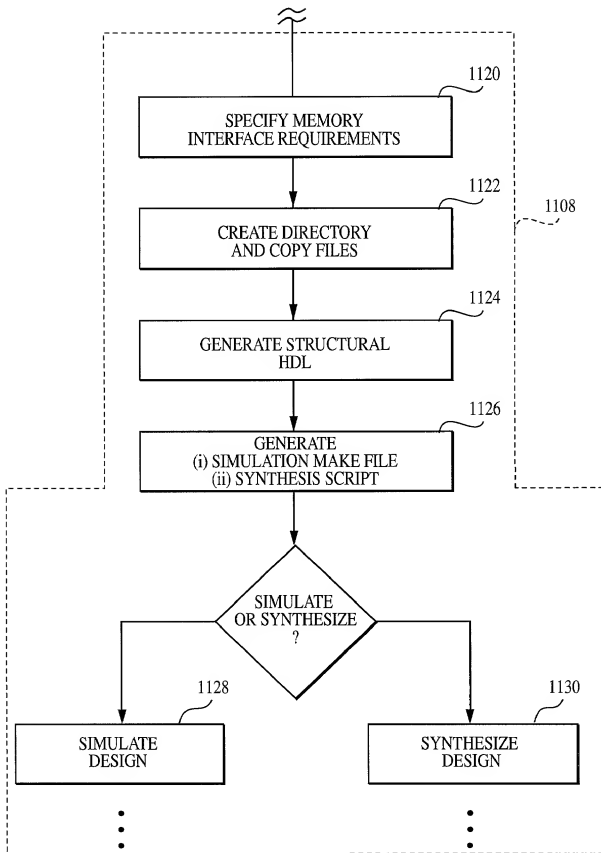 1120
SPECIFY MEMORY
INTERFACE REQUIREMENTS
1122
CREATE DIRECTORY
AND COPY FILES
1108
1124
GENERATE STRUCTURAL
HDL
1126
GENERATE
(i) SIMULATION MAKE FILE
(ii) SYNTHESIS SCRIPT
SIMULATE
OR SYNTHESIZE
?
1128
SIMULATE
DESIGN
1130
SYNTHESIZE
DESIGN